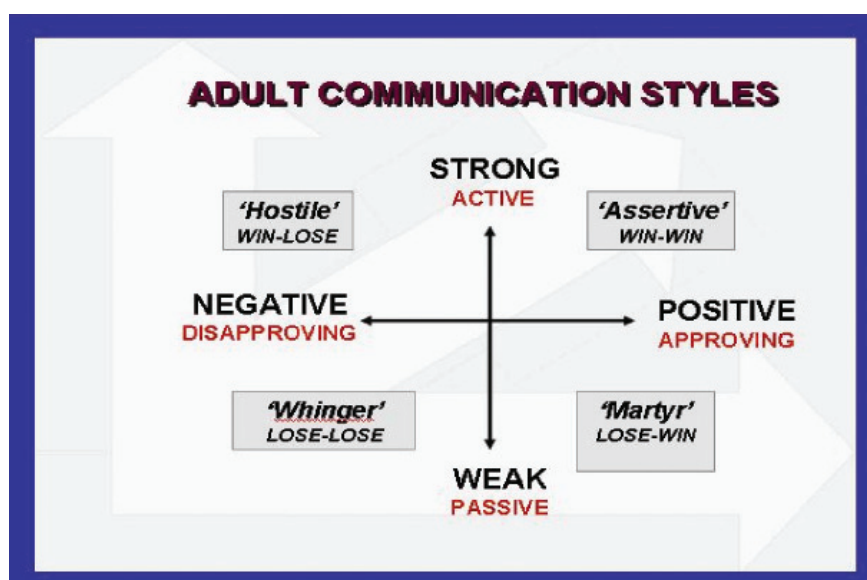 ADULT COMMUNICATION STYLES
STRONG
ACTIVE
‘Hostile’
WIN-LOSE
‘Assertive’
WIN-WIN
NEGATIVE
DISAPPROVING
POSITIVE
APPROVING
‘Whinger’
LOSE-LOSE
‘Martyr’
LOSE-WIN
WEAK
PASSIVE